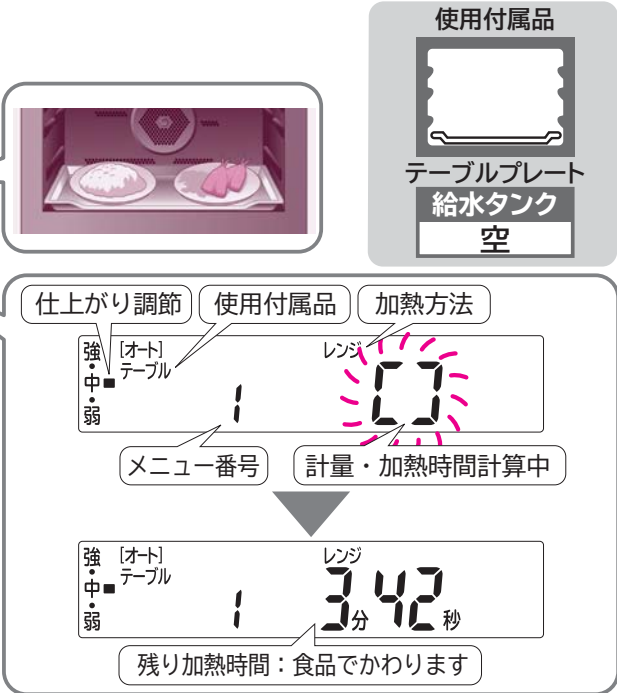 使用付属品
テーブルプレート
給水タンク
空
仕上がり調節
使用付属品
加熱方法
強・中・弱
[オート]
テーブル
レンジ
1
メニュー番号
計量・加熱時間計算中
強・中・弱
[オート]
テーブル
レンジ
1
3分42秒
残り加熱時間：食品でかわります